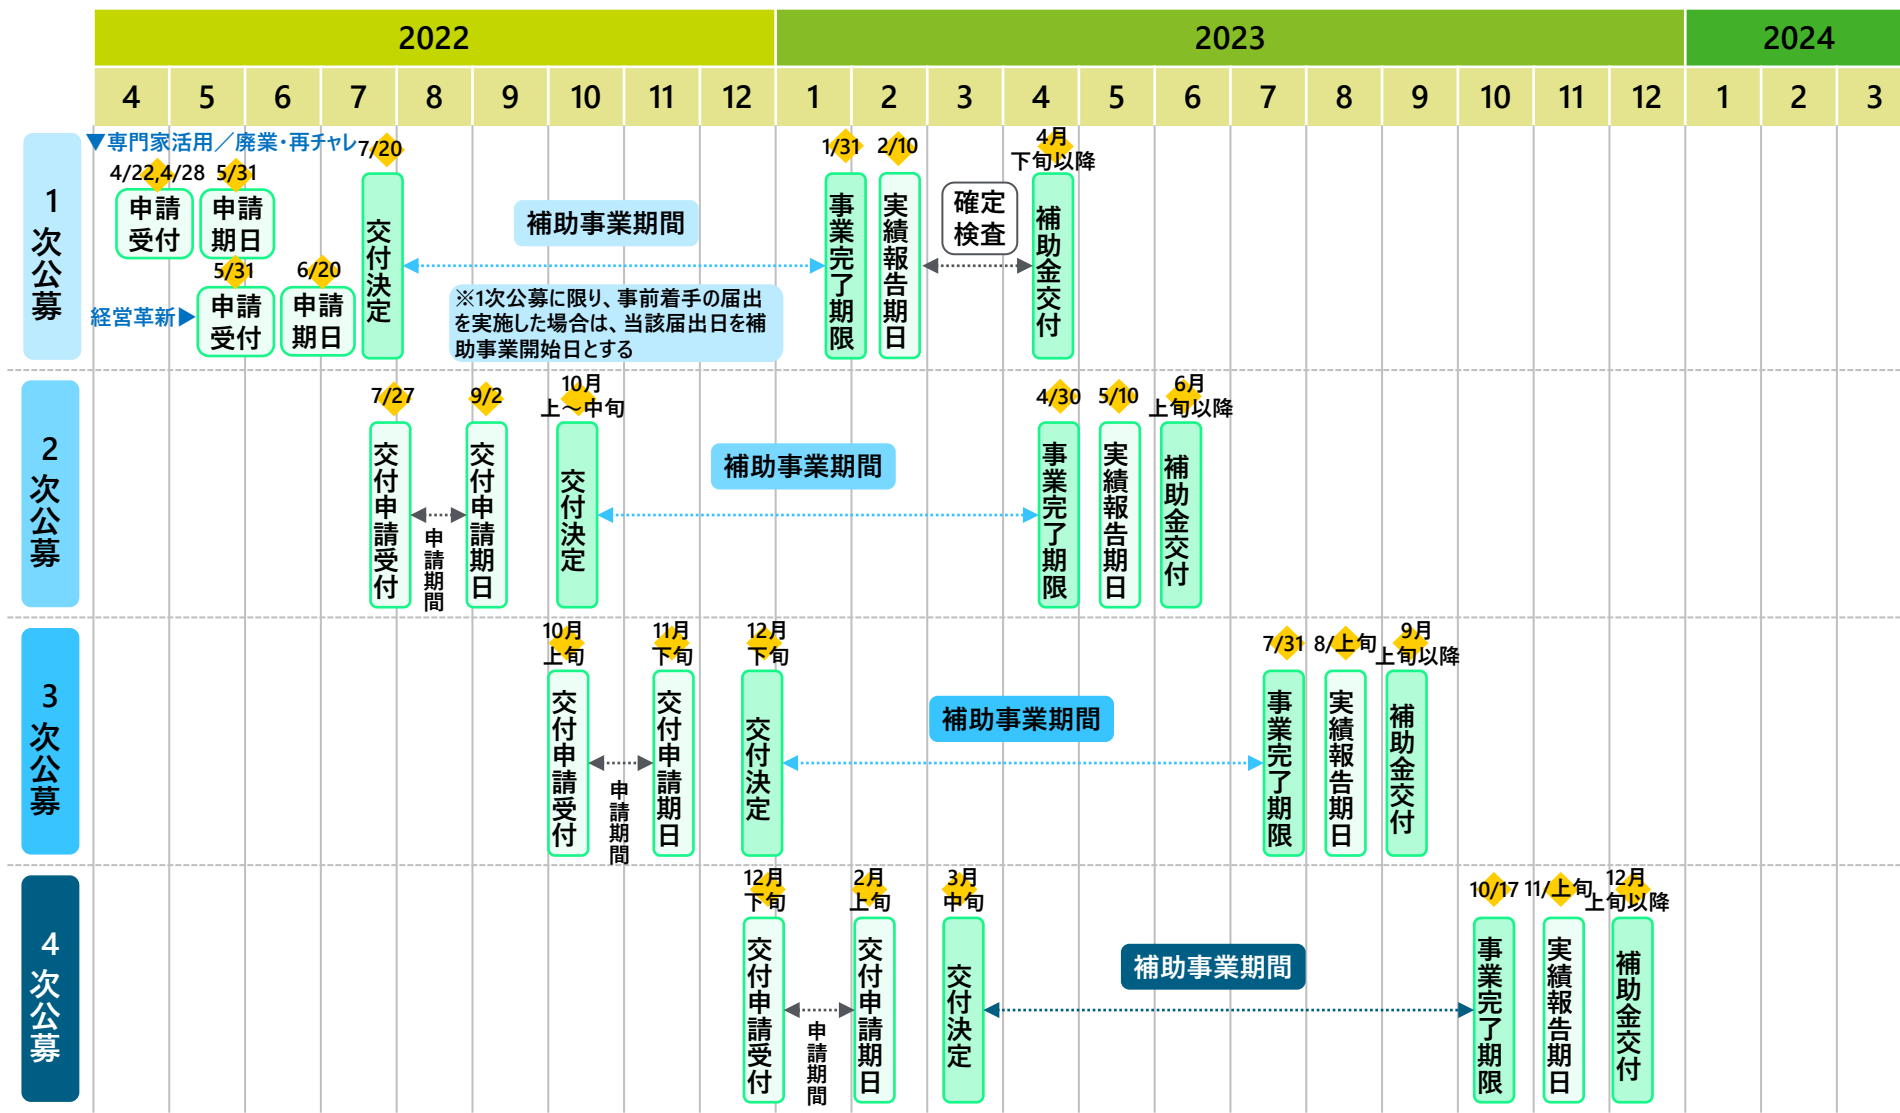 2022
2023
2024
4 5 6 7 8 9 10 11 12 1 2 3 4 5 6 7 8 9 10 11 12 1 2 3
1次公募
▼専門家活用／廃業・再チャレ
4/22,4/28
申請
受付
5/31
申請
期日
経営革新▶
5/31
申請
受付
6/20
申請
期日
7/20
交付決定
補助事業期間
※1次公募に限り、事前着手の届出
を実施した場合は、当該届出日を補
助事業開始日とする
1/31
事業完了期限
2/10
実績報告期日
確定
検査
4月
下旬以降
補助金交付
2次公募
7/27
交付申請受付
申請期間
9/2
交付申請期日
10月
上～中旬
交付決定
補助事業期間
4/30
事業完了期限
5/10
実績報告期日
6月
上旬以降
補助金交付
3次公募
10月
上旬
交付申請受付
申請期間
11月
下旬
交付申請期日
12月
下旬
交付決定
補助事業期間
7/31
事業完了期限
8/上旬
実績報告期日
9月
上旬以降
補助金交付
4次公募
12月
下旬
交付申請受付
申請期間
2月
上旬
交付申請期日
3月
中旬
交付決定
補助事業期間
10/17
事業完了期限
11/上旬
実績報告期日
12月
上旬以降
補助金交付